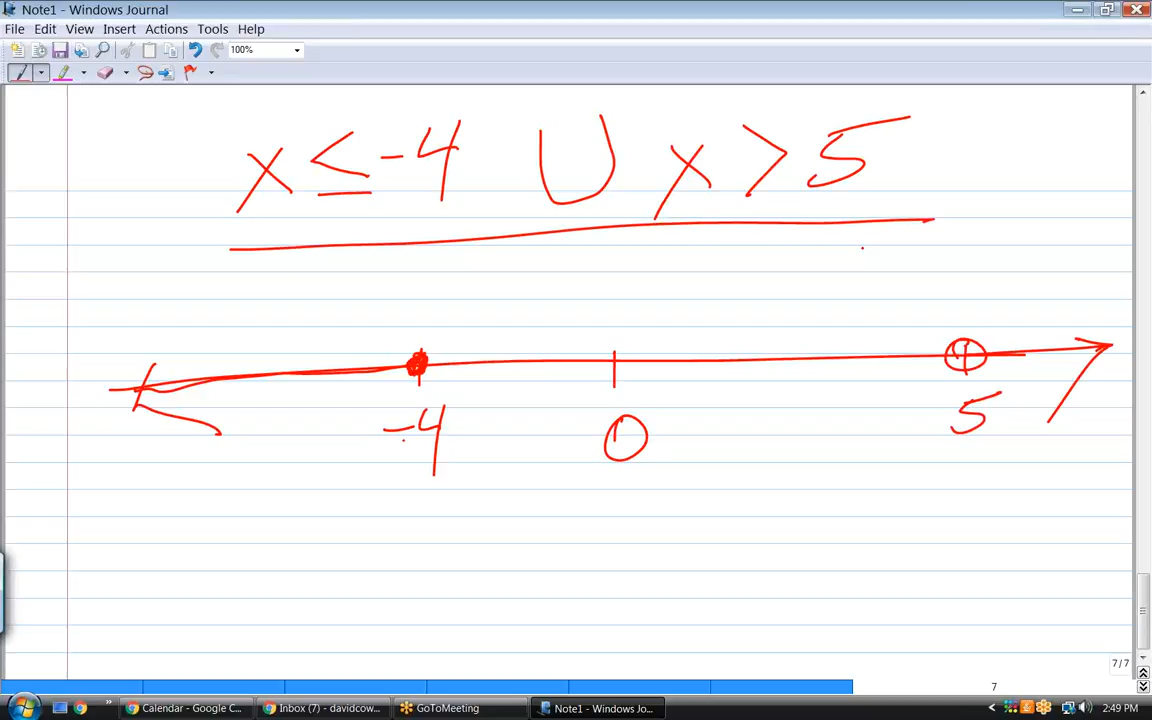 Note1 - Windows Journal
File Edit View Insert Actions Tools Help
100%
x ≤ -4 ∪ x > 5
-4 0 5
7/7
7
Calendar - Google C... Inbox (7) - davidcow... GoToMeeting Note1 - Windows Jo... 2:49 PM